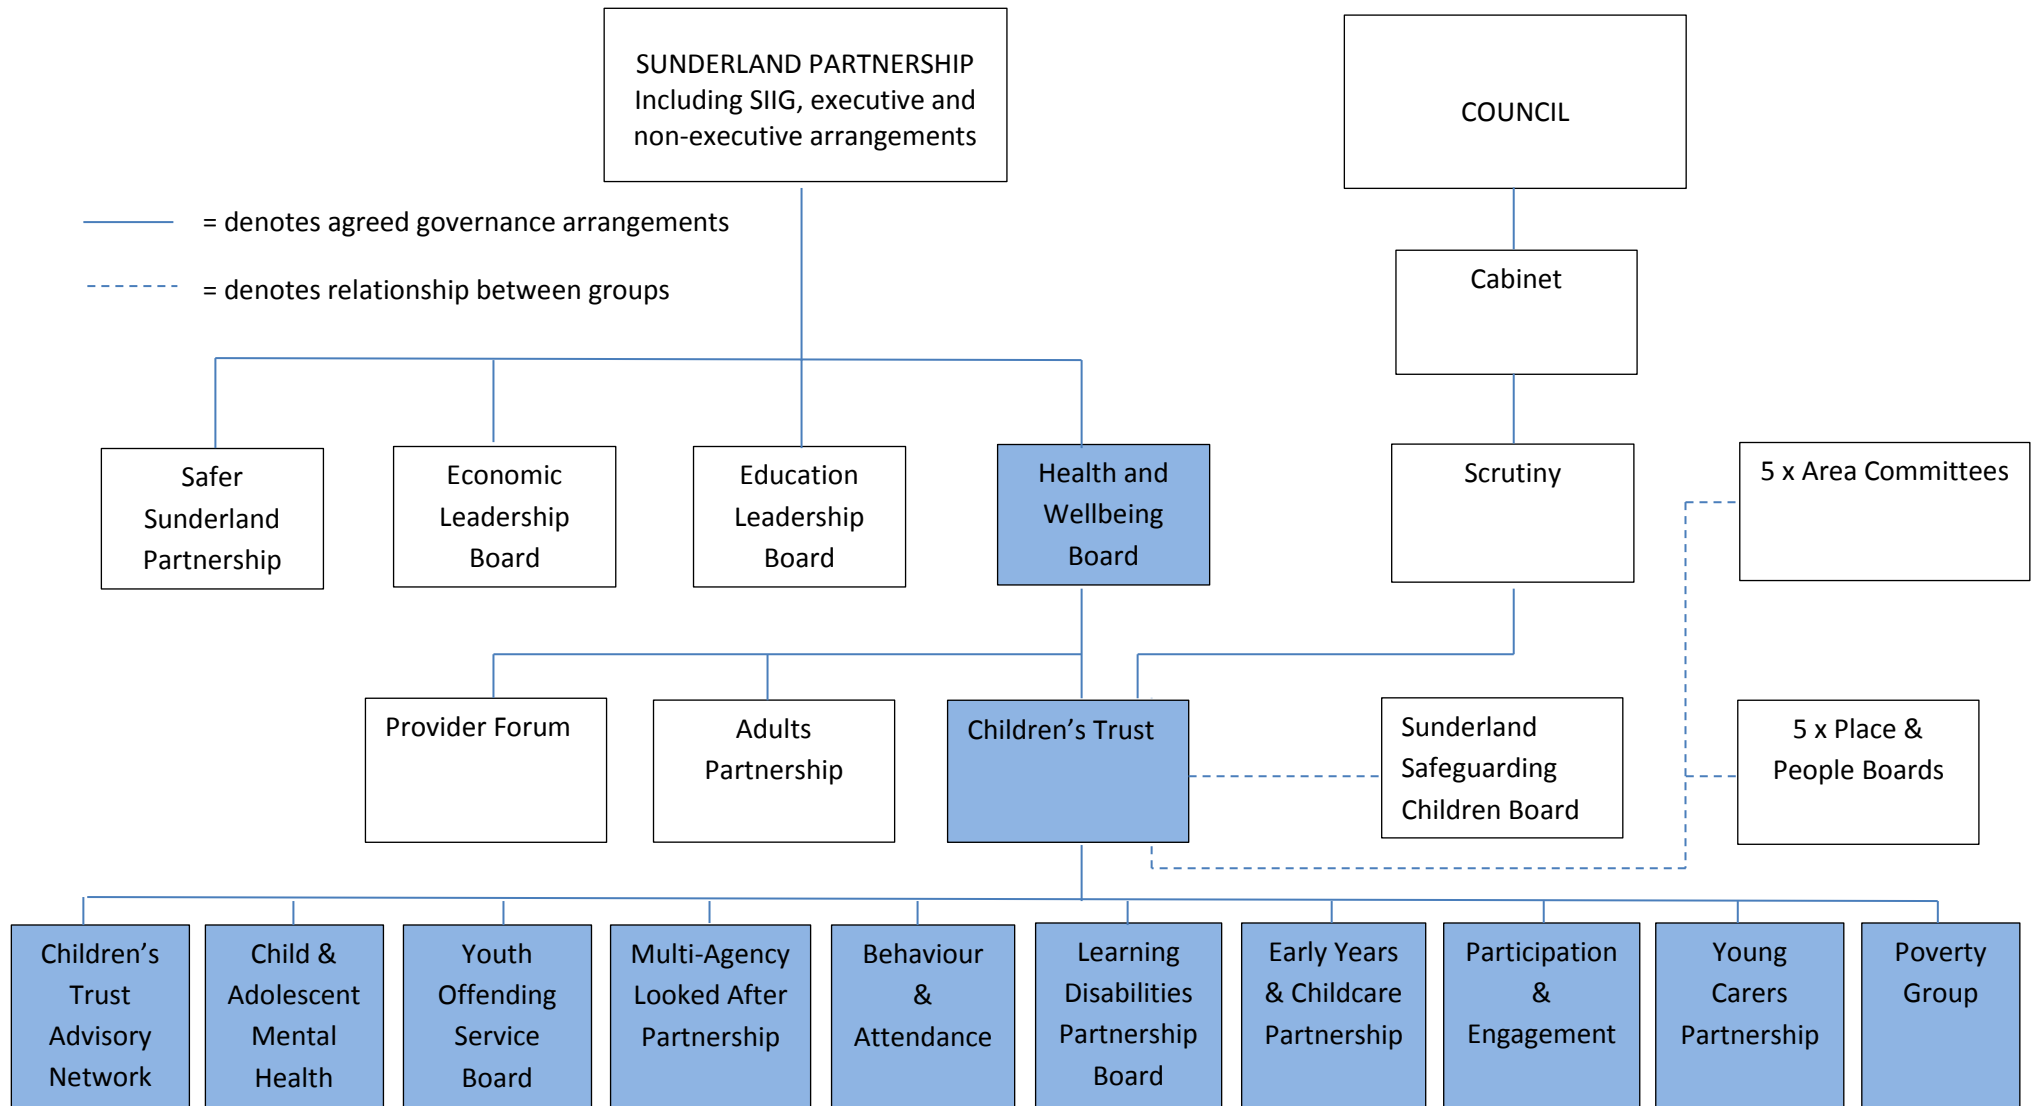 SUNDERLAND PARTNERSHIP
Including SIIG, executive and
non-executive arrangements
COUNCIL
= denotes agreed governance arrangements
= denotes relationship between groups
Cabinet
Safer
Sunderland
Partnership
Economic
Leadership
Board
Education
Leadership
Board
Health and
Wellbeing
Board
Scrutiny
5 x Area Committees
Provider Forum
Adults
Partnership
Children’s Trust
Sunderland
Safeguarding
Children Board
5 x Place &
People Boards
Children’s
Trust
Advisory
Network
Child &
Adolescent
Mental
Health
Youth
Offending
Service
Board
Multi-Agency
Looked After
Partnership
Behaviour
&
Attendance
Learning
Disabilities
Partnership
Board
Early Years
& Childcare
Partnership
Participation
&
Engagement
Young
Carers
Partnership
Poverty
Group